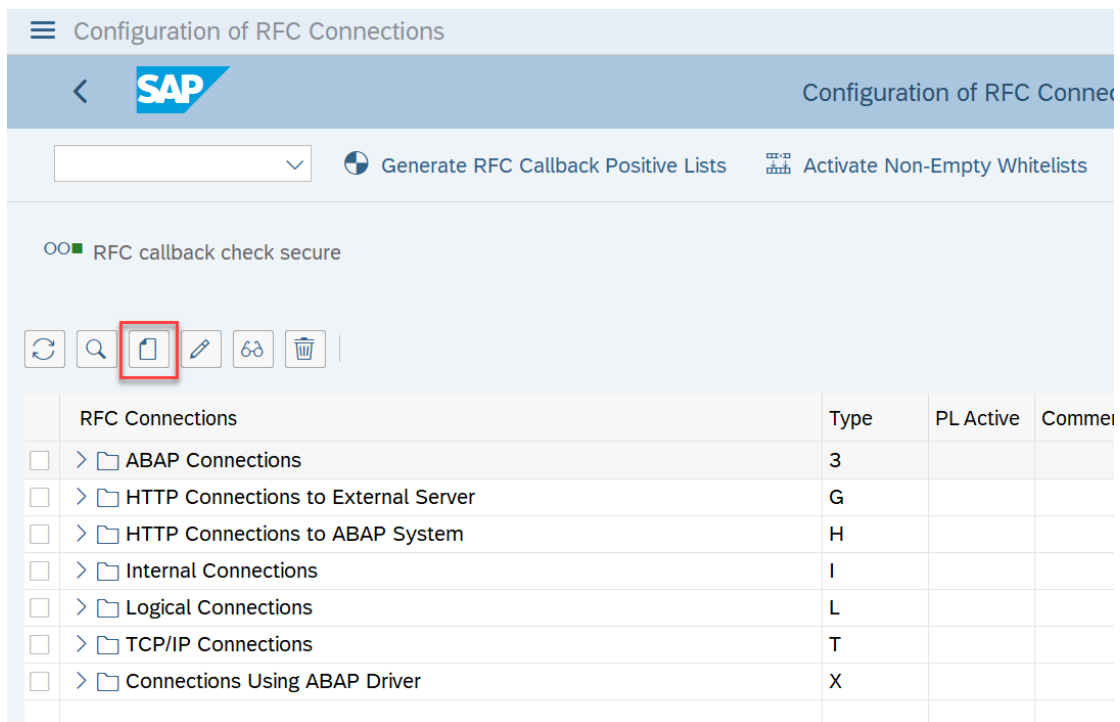 Configuration of RFC Connections
SAP
Configuration of RFC Connec
Generate RFC Callback Positive Lists
Activate Non-Empty Whitelists
RFC callback check secure
RFC Connections Type PL Active Commer
ABAP Connections 3
HTTP Connections to External Server G
HTTP Connections to ABAP System H
Internal Connections I
Logical Connections L
TCP/IP Connections T
Connections Using ABAP Driver X